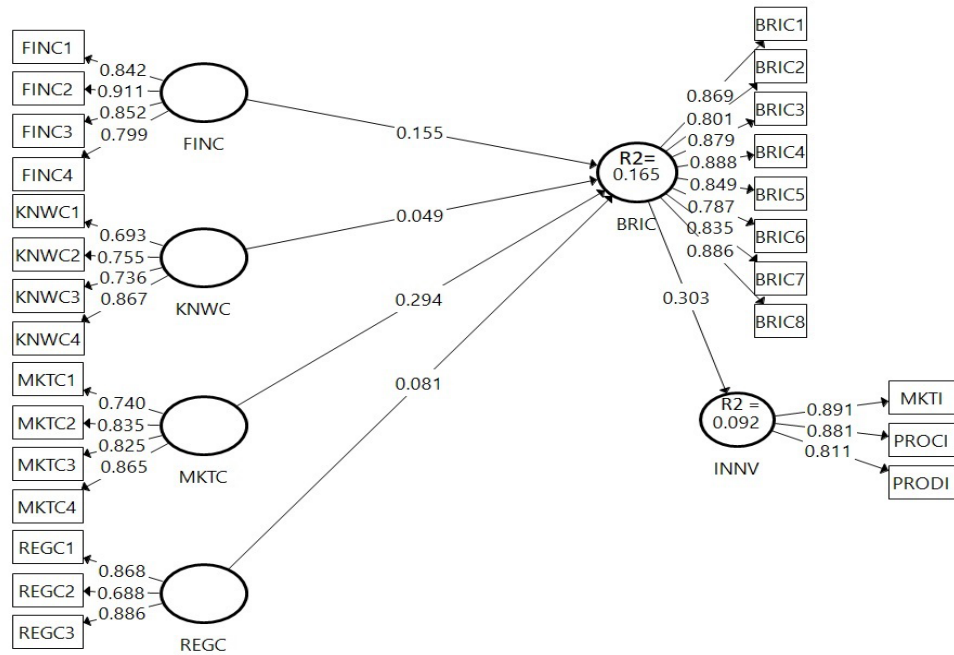 FINC1
FINC2
FINC3
FINC4
0.842
0.911
0.852
0.799
FINC
KNWC1
KNWC2
KNWC3
KNWC4
0.693
0.755
0.736
0.867
KNWC
MKTC1
MKTC2
MKTC3
MKTC4
0.740
0.835
0.825
0.865
MKTC
REGC1
REGC2
REGC3
0.868
0.688
0.886
REGC
0.155
0.049
0.294
0.081
R2=
0.165
BRIC
0.869
0.801
0.879
0.888
0.849
0.787
0.835
0.886
BRIC1
BRIC2
BRIC3
BRIC4
BRIC5
BRIC6
BRIC7
BRIC8
0.303
R2 =
0.092
INNV
0.891
0.881
0.811
MKTI
PROCI
PRODI